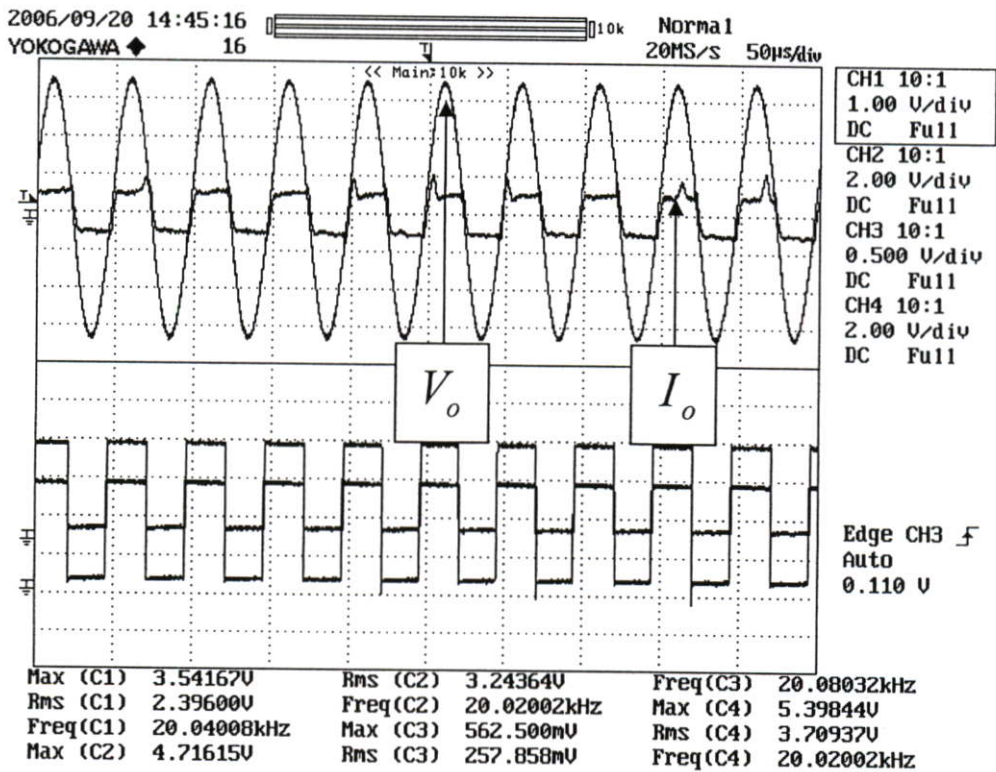 2006/09/20 14:45:16
YOKOGAWA ◆ 16
10k
Normal
20MS/s 50µs/div
<< Main:10k >>
CH1 10:1
1.00 V/div
DC Full
CH2 10:1
2.00 V/div
DC Full
CH3 10:1
0.500 V/div
DC Full
CH4 10:1
2.00 V/div
DC Full
T
T
Vo
Io
Edge CH3
Auto
0.110 V
Max (C1) 3.54167V Rms (C2) 3.24364V Freq(C3) 20.08032kHz
Rms (C1) 2.39600V Freq(C2) 20.02002kHz Max (C4) 5.39844V
Freq(C1) 20.04008kHz Max (C3) 562.500mV Rms (C4) 3.70937V
Max (C2) 4.71615V Rms (C3) 257.858mV Freq(C4) 20.02002kHz